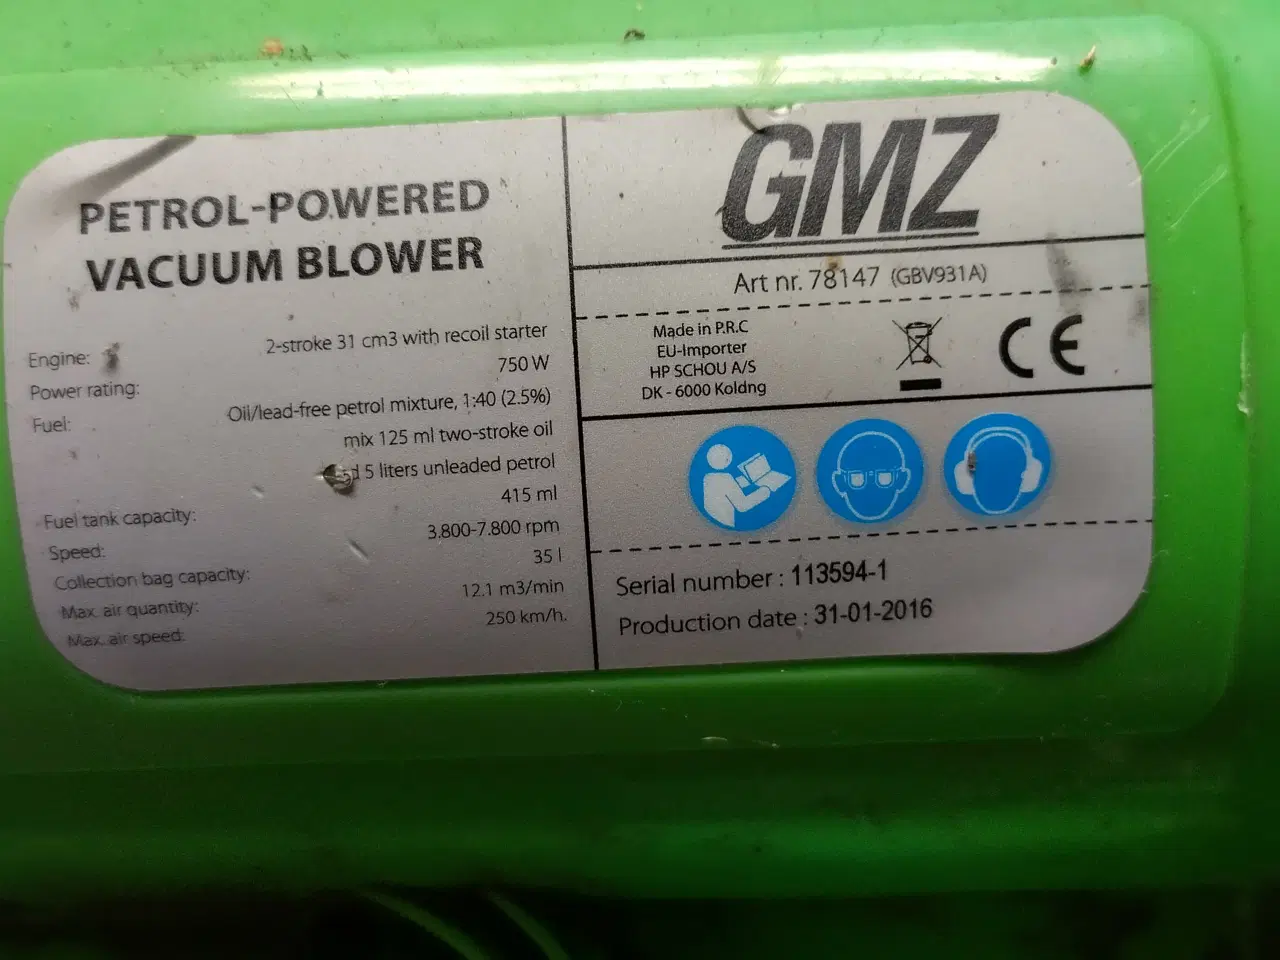 PETROL-POWERED
VACUUM BLOWER
Engine: 2-stroke 31 cm3 with recoil starter
Power rating: 750 W
Fuel: Oil/lead-free petrol mixture, 1:40 (2.5%)
mix 125 ml two-stroke oil
5 liters unleaded petrol
Fuel tank capacity: 415 ml
Speed: 3.800-7.800 rpm
Collection bag capacity: 35 l
Max. air quantity: 12.1 m3/min
Max. air speed: 250 km/h.
GMZ
Art nr. 78147 (GBV931A)
Made in P.R.C
EU-Importer
HP SCHOU A/S
DK - 6000 Koldng
CE
Serial number : 113594-1
Production date : 31-01-2016